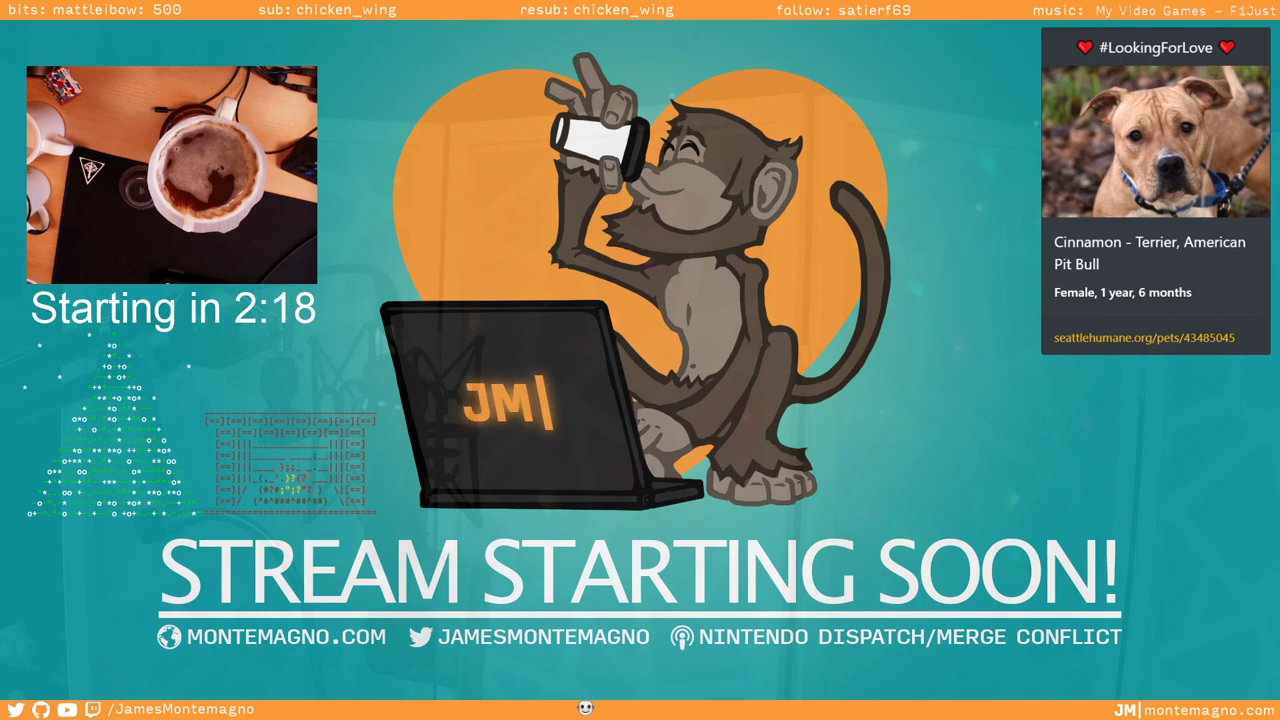 bits: mattleibow: 500
sub: chicken_wing
resub: chicken_wing
follow: satierf69
music: My Video Games - F1Just
#LookingForLove
Cinnamon - Terrier, American
Pit Bull
Female, 1 year, 6 months
seattlehumane.org/pets/43485045
Starting in 2:18
JM|
STREAM STARTING SOON!
MONTEMAGNO.COM
JAMESMONTEMAGNO
NINTENDO DISPATCH/MERGE CONFLICT
/JamesMontemagno
JM|montemagno.com